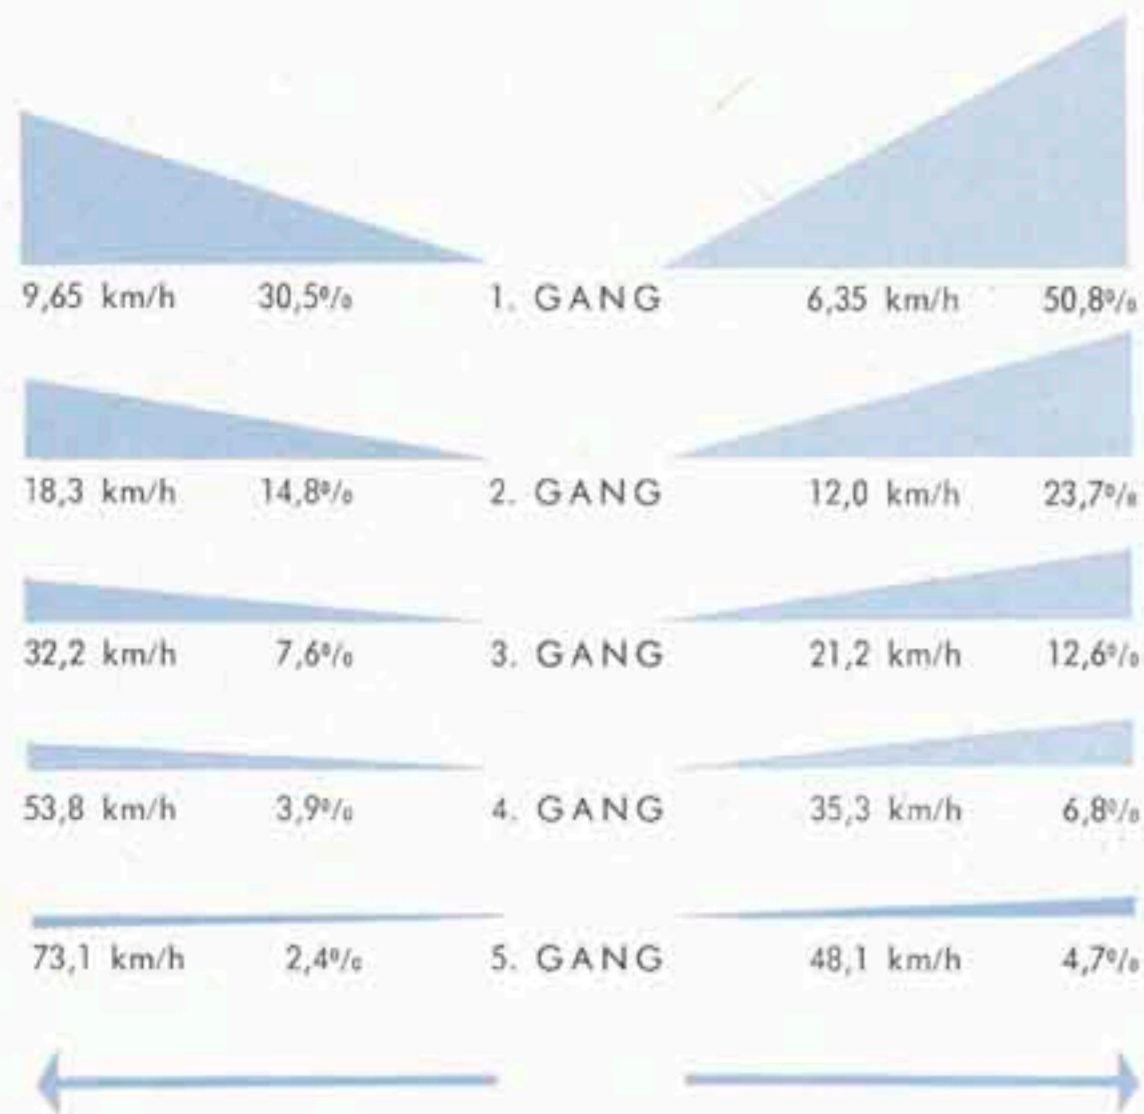 9,65 km/h 30,5% 1. GANG 6,35 km/h 50,8%
18,3 km/h 14,8% 2. GANG 12,0 km/h 23,7%
32,2 km/h 7,6% 3. GANG 21,2 km/h 12,6%
53,8 km/h 3,9% 4. GANG 35,3 km/h 6,8%
73,1 km/h 2,4% 5. GANG 48,1 km/h 4,7%